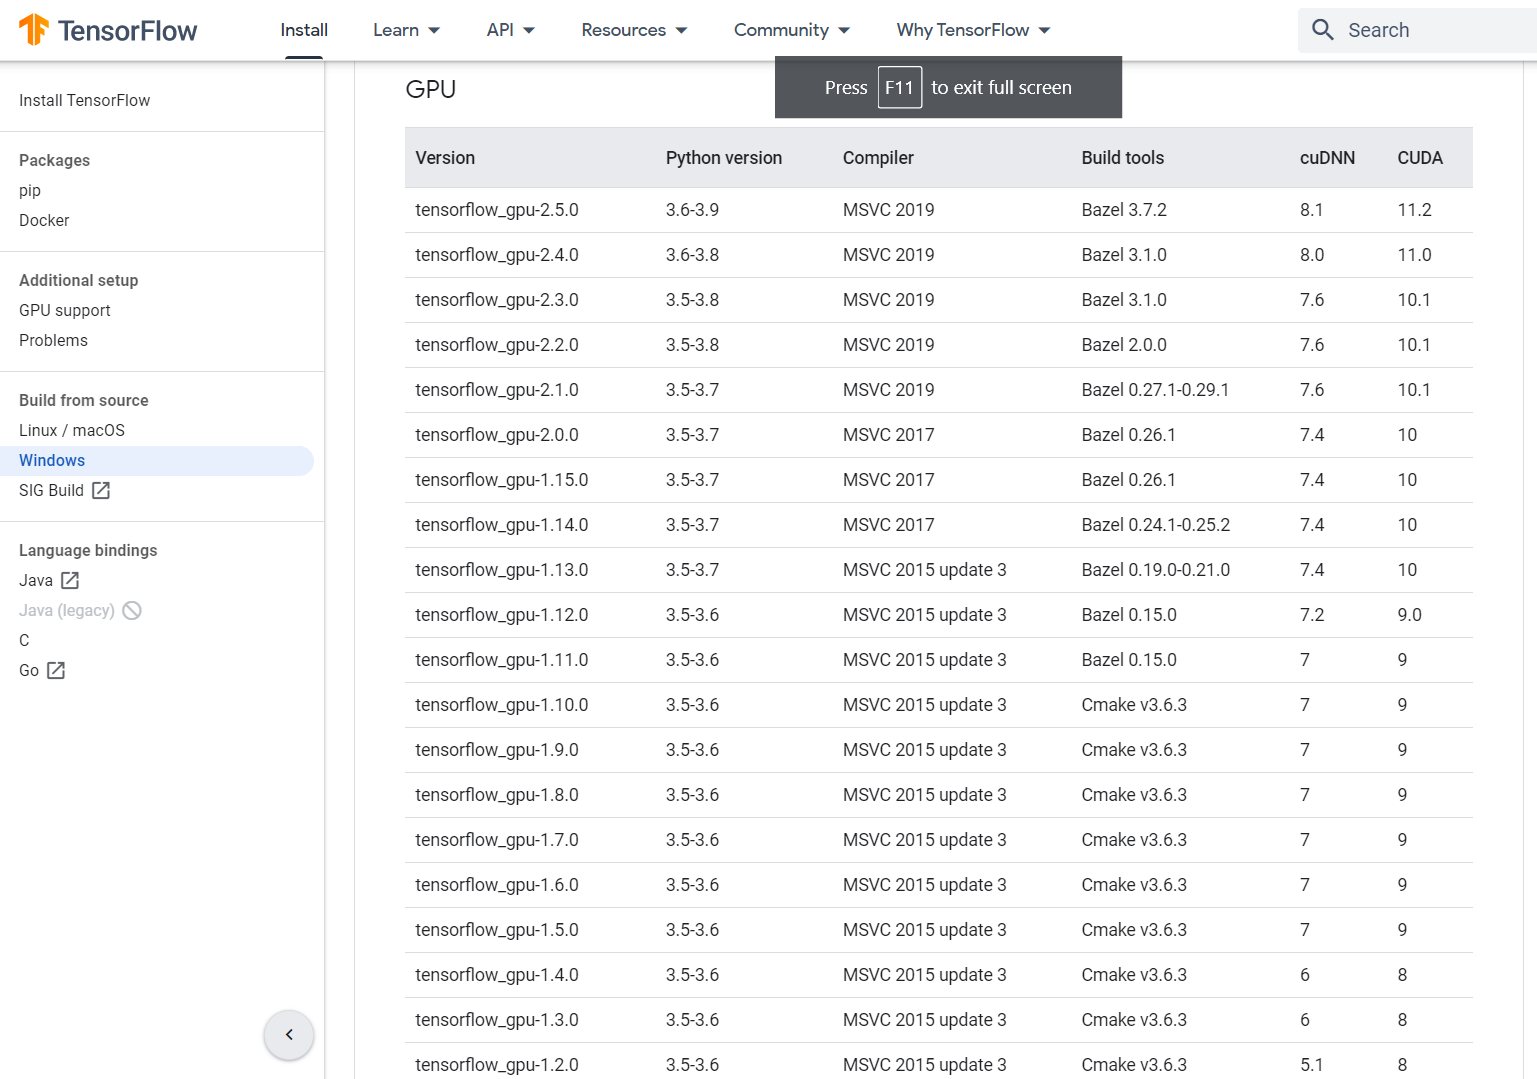 TensorFlow Install Learn API Resources Community Why TensorFlow Search
Press F11 to exit full screen
Install TensorFlow
Packages
pip
Docker
Additional setup
GPU support
Problems
Build from source
Linux / macOS
Windows
SIG Build
Language bindings
Java
Java (legacy)
C
Go
GPU
Version Python version Compiler Build tools cuDNN CUDA
tensorflow_gpu-2.5.0 3.6-3.9 MSVC 2019 Bazel 3.7.2 8.1 11.2
tensorflow_gpu-2.4.0 3.6-3.8 MSVC 2019 Bazel 3.1.0 8.0 11.0
tensorflow_gpu-2.3.0 3.5-3.8 MSVC 2019 Bazel 3.1.0 7.6 10.1
tensorflow_gpu-2.2.0 3.5-3.8 MSVC 2019 Bazel 2.0.0 7.6 10.1
tensorflow_gpu-2.1.0 3.5-3.7 MSVC 2019 Bazel 0.27.1-0.29.1 7.6 10.1
tensorflow_gpu-2.0.0 3.5-3.7 MSVC 2017 Bazel 0.26.1 7.4 10
tensorflow_gpu-1.15.0 3.5-3.7 MSVC 2017 Bazel 0.26.1 7.4 10
tensorflow_gpu-1.14.0 3.5-3.7 MSVC 2017 Bazel 0.24.1-0.25.2 7.4 10
tensorflow_gpu-1.13.0 3.5-3.7 MSVC 2015 update 3 Bazel 0.19.0-0.21.0 7.4 10
tensorflow_gpu-1.12.0 3.5-3.6 MSVC 2015 update 3 Bazel 0.15.0 7.2 9.0
tensorflow_gpu-1.11.0 3.5-3.6 MSVC 2015 update 3 Bazel 0.15.0 7 9
tensorflow_gpu-1.10.0 3.5-3.6 MSVC 2015 update 3 Cmake v3.6.3 7 9
tensorflow_gpu-1.9.0 3.5-3.6 MSVC 2015 update 3 Cmake v3.6.3 7 9
tensorflow_gpu-1.8.0 3.5-3.6 MSVC 2015 update 3 Cmake v3.6.3 7 9
tensorflow_gpu-1.7.0 3.5-3.6 MSVC 2015 update 3 Cmake v3.6.3 7 9
tensorflow_gpu-1.6.0 3.5-3.6 MSVC 2015 update 3 Cmake v3.6.3 7 9
tensorflow_gpu-1.5.0 3.5-3.6 MSVC 2015 update 3 Cmake v3.6.3 7 9
tensorflow_gpu-1.4.0 3.5-3.6 MSVC 2015 update 3 Cmake v3.6.3 6 8
tensorflow_gpu-1.3.0 3.5-3.6 MSVC 2015 update 3 Cmake v3.6.3 6 8
tensorflow_gpu-1.2.0 3.5-3.6 MSVC 2015 update 3 Cmake v3.6.3 5.1 8